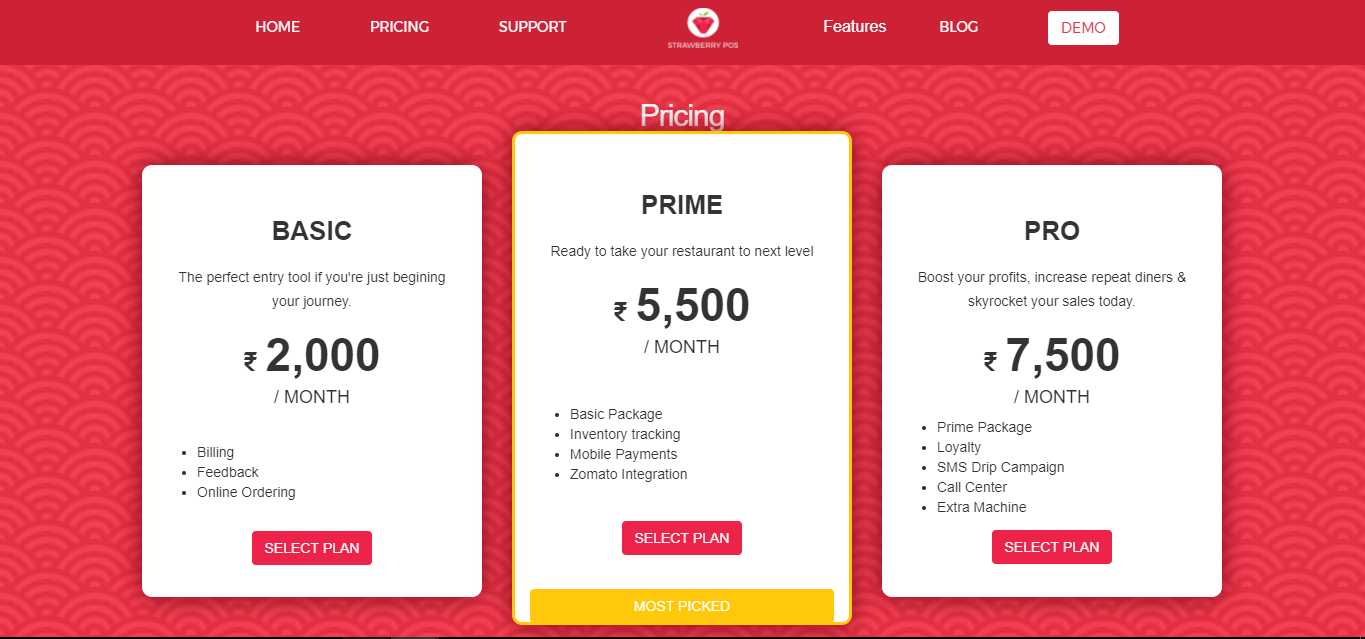 HOME PRICING SUPPORT STRAWBERRY POS Features BLOG DEMO
Pricing
BASIC
The perfect entry tool if you're just begining
your journey.
₹ 2,000
/ MONTH
• Billing
• Feedback
• Online Ordering
SELECT PLAN
PRIME
Ready to take your restaurant to next level
₹ 5,500
/ MONTH
• Basic Package
• Inventory tracking
• Mobile Payments
• Zomato Integration
SELECT PLAN
MOST PICKED
PRO
Boost your profits, increase repeat diners &
skyrocket your sales today.
₹ 7,500
/ MONTH
• Prime Package
• Loyalty
• SMS Drip Campaign
• Call Center
• Extra Machine
SELECT PLAN